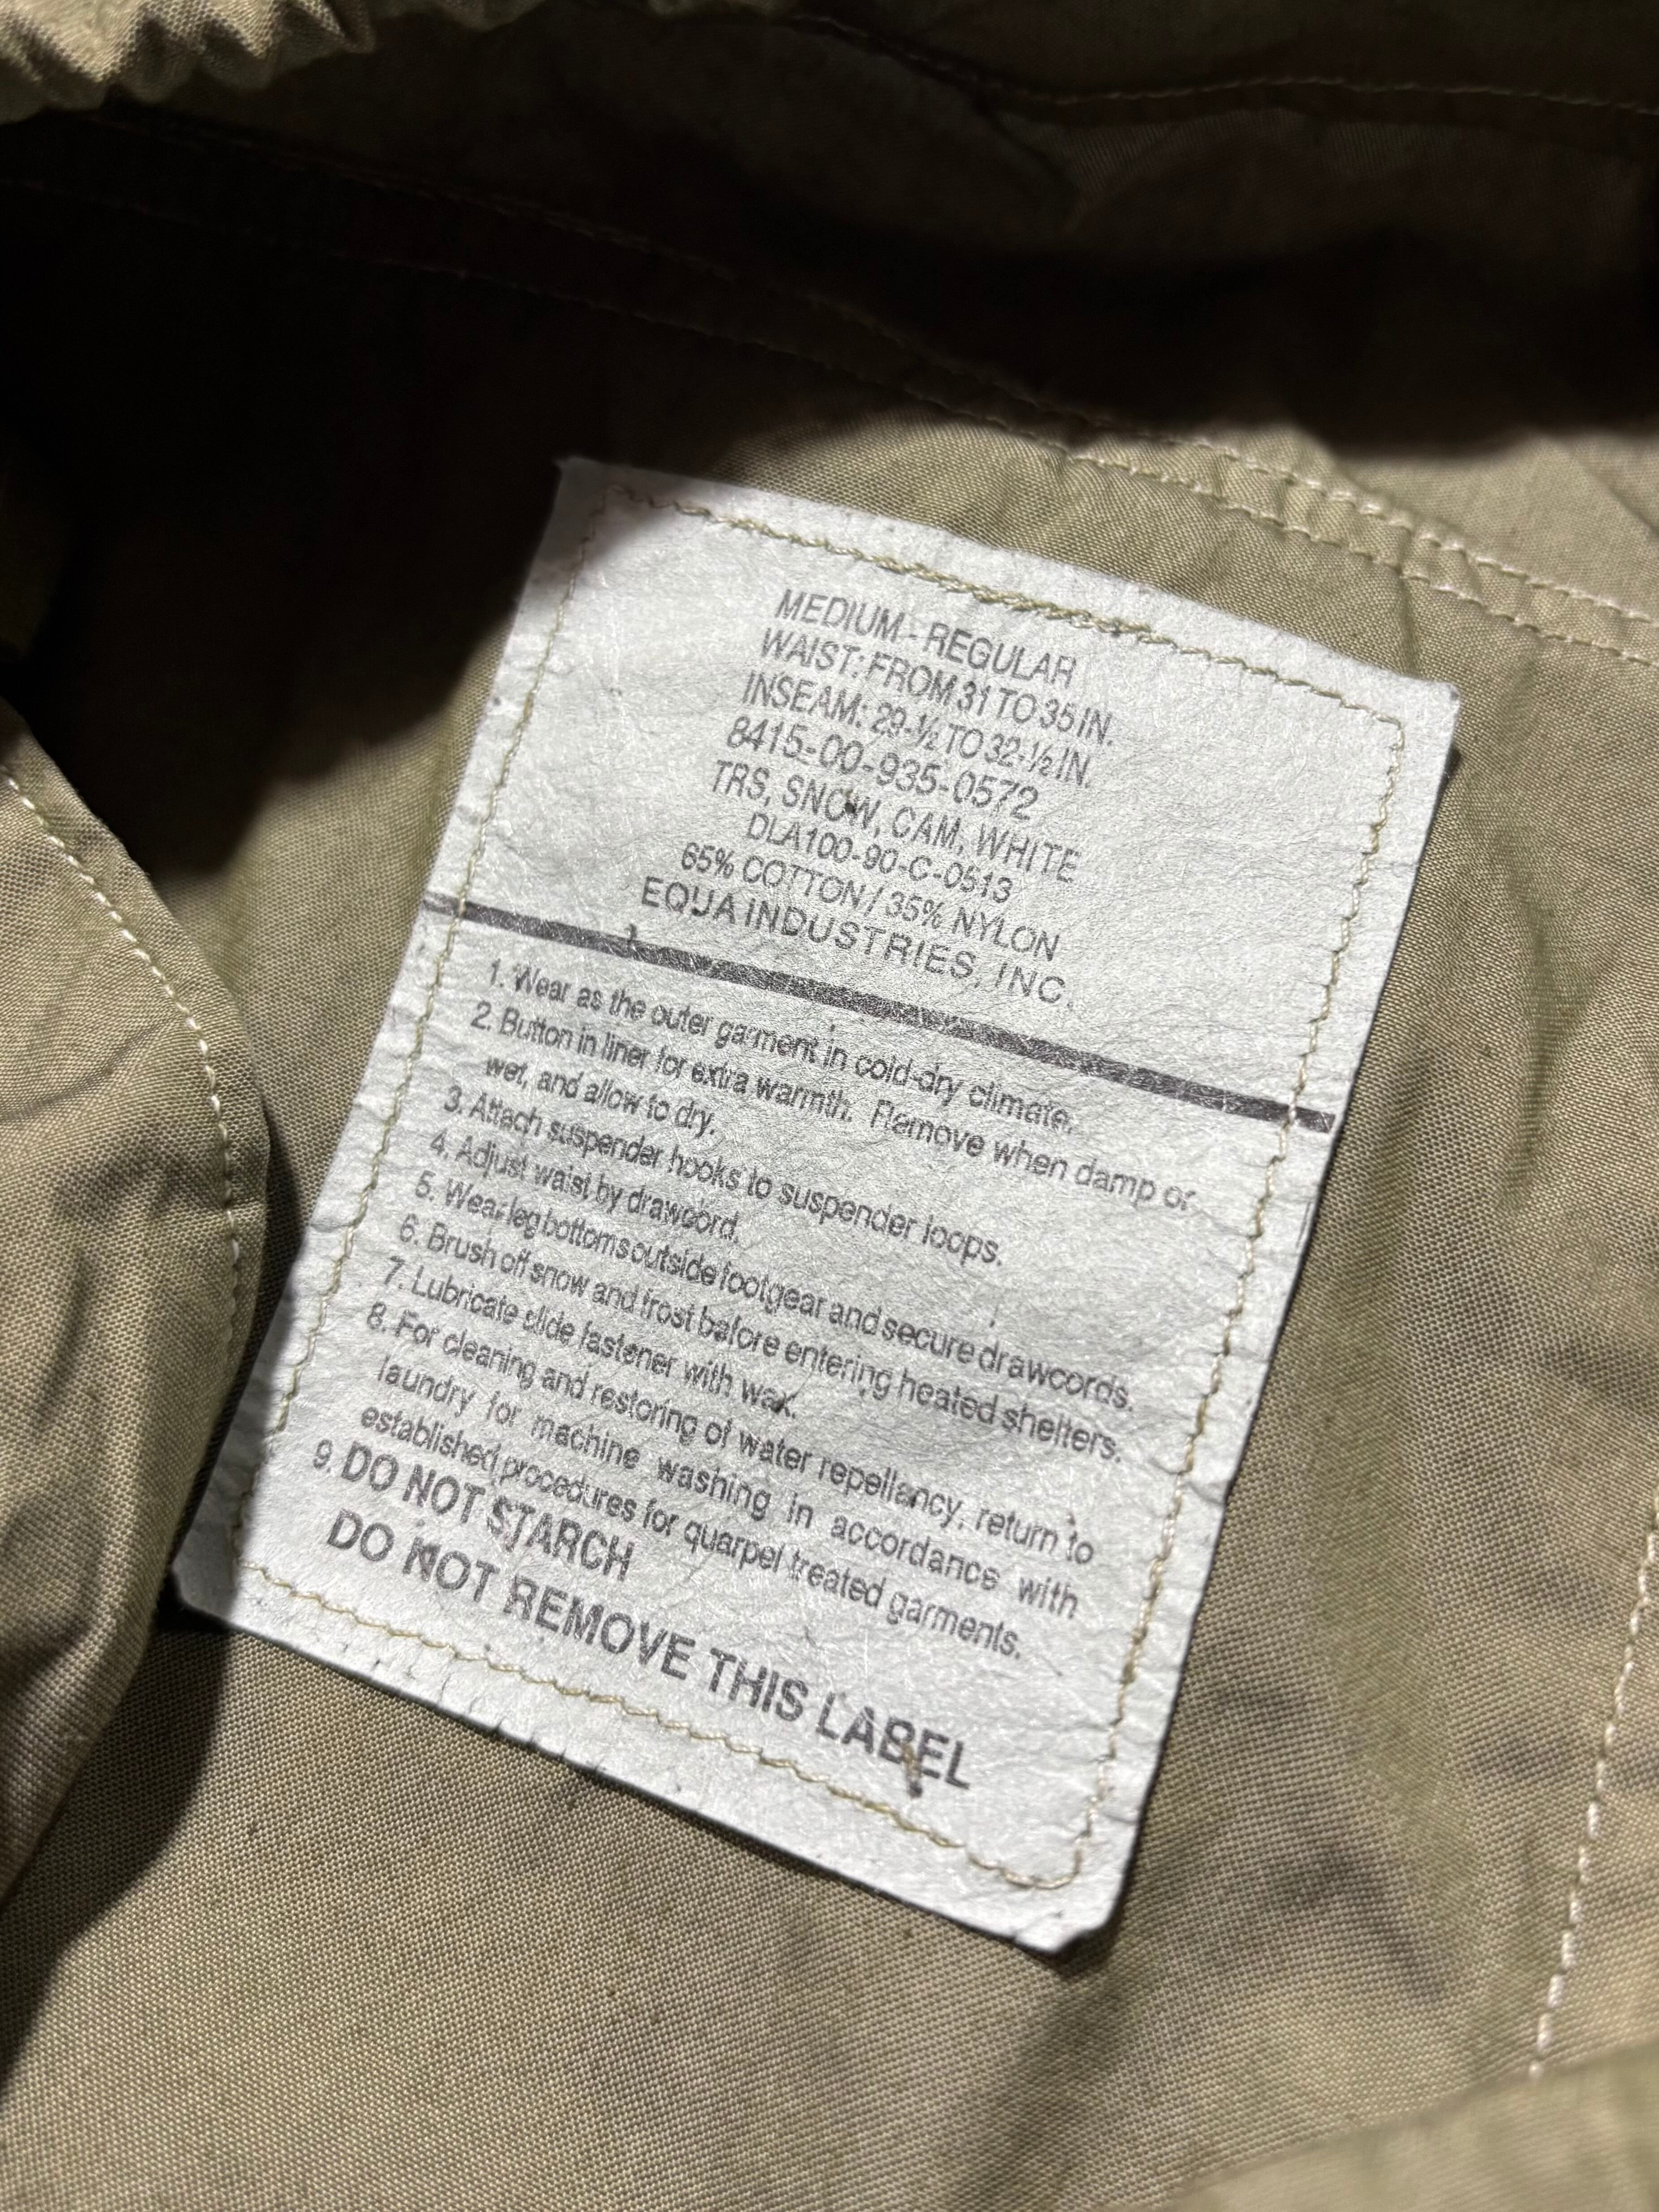 MEDIUM - REGULAR
WAIST: FROM 31 TO 35 IN.
INSEAM: 29-½ TO 32-½ IN.
8415-00-935-0572
TRS, SNOW, CAM, WHITE
DLA100-90-C-0513
65% COTTON / 35% NYLON
EQUA INDUSTRIES, INC.
1. Wear as the outer garment in cold-dry climate.
2. Button in liner for extra warmth. Remove when damp or
wet, and allow to dry.
3. Attach suspender hooks to suspender loops.
4. Adjust waist by drawcord.
5. Wear leg bottoms outside footgear and secure drawcords.
6. Brush off snow and frost before entering heated shelters.
7. Lubricate slide fastener with wax.
8. For cleaning and restoring of water repellancy, return to
laundry for machine washing in accordance with
established procedures for quarpel treated garments.
9. DO NOT STARCH
DO NOT REMOVE THIS LABEL